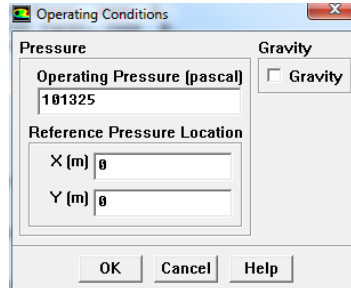 Operating Conditions
Pressure
Gravity
Operating Pressure (pascal)
Gravity
101325
Reference Pressure Location
X (m) 0
Y (m) 0
OK Cancel Help